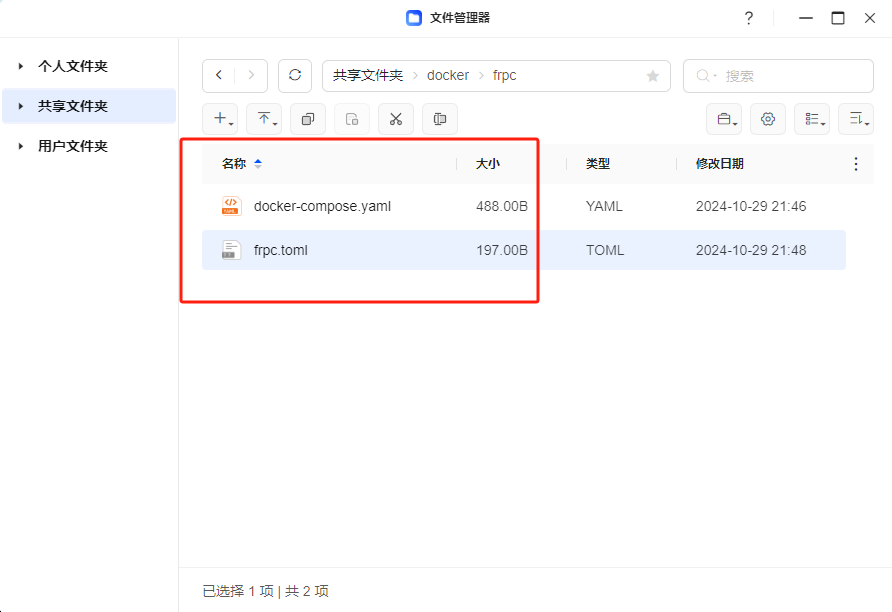 文件管理器
?
个人文件夹
共享文件夹
用户文件夹
共享文件夹 > docker > frpc
搜索
名称 大小 类型 修改日期
docker-compose.yaml 488.00B YAML 2024-10-29 21:46
frpc.toml 197.00B TOML 2024-10-29 21:48
已选择 1 项 | 共 2 项